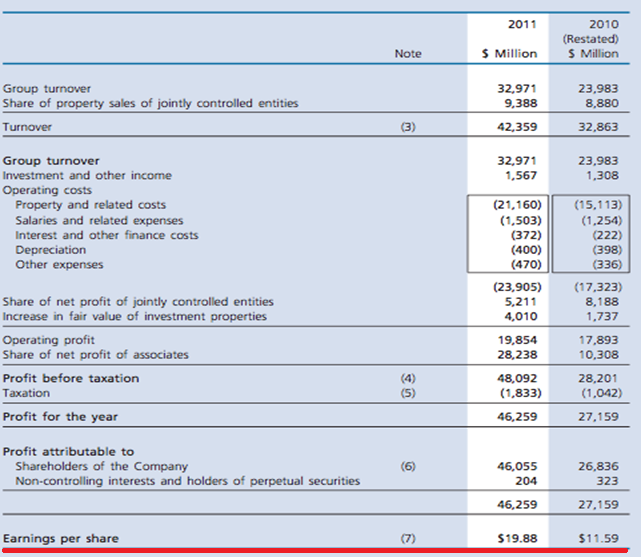 2011 2010
(Restated)
Note $ Million $ Million
Group turnover 32,971 23,983
Share of property sales of jointly controlled entities 9,388 8,880
Turnover (3) 42,359 32,863
Group turnover 32,971 23,983
Investment and other income 1,567 1,308
Operating costs
Property and related costs (21,160) (15,113)
Salaries and related expenses (1,503) (1,254)
Interest and other finance costs (372) (222)
Depreciation (400) (398)
Other expenses (470) (336)
(23,905) (17,323)
Share of net profit of jointly controlled entities 5,211 8,188
Increase in fair value of investment properties 4,010 1,737
Operating profit 19,854 17,893
Share of net profit of associates 28,238 10,308
Profit before taxation (4) 48,092 28,201
Taxation (5) (1,833) (1,042)
Profit for the year 46,259 27,159
Profit attributable to
Shareholders of the Company (6) 46,055 26,836
Non-controlling interests and holders of perpetual securities 204 323
46,259 27,159
Earnings per share (7) $19.88 $11.59